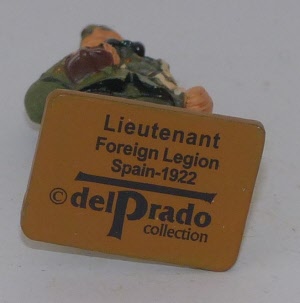 Lieutenant
Foreign Legion
Spain-1922
© delPrado
collection